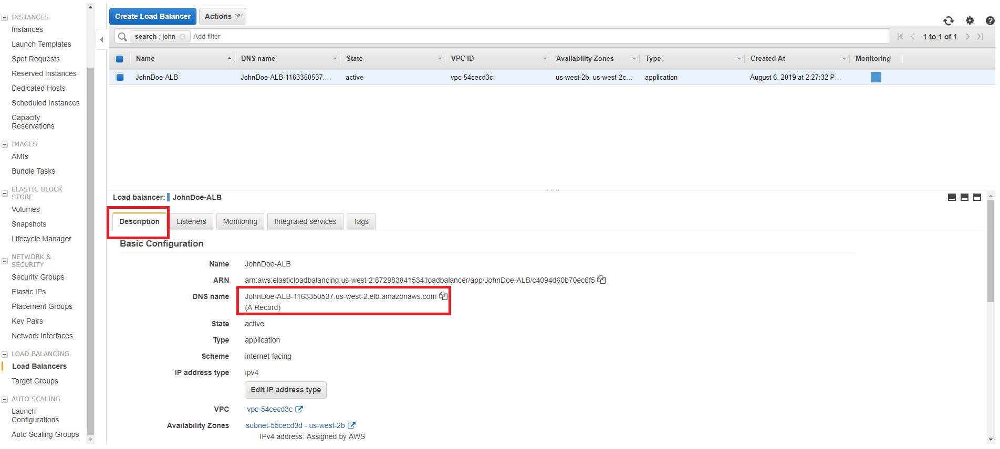 INSTANCES
Instances
Launch Templates
Spot Requests
Reserved Instances
Dedicated Hosts
Scheduled Instances
Capacity
Reservations
IMAGES
AMIs
Bundle Tasks
ELASTIC BLOCK
STORE
Volumes
Snapshots
Lifecycle Manager
NETWORK &
SECURITY
Security Groups
Elastic IPs
Placement Groups
Key Pairs
Network Interfaces
LOAD BALANCING
Load Balancers
Target Groups
AUTO SCALING
Launch
Configurations
Auto Scaling Groups
Create Load Balancer Actions
search : john Add filter 1 to 1 of 1
Name DNS name State VPC ID Availability Zones Type Created At Monitoring
JohnDoe-ALB JohnDoe-ALB-1163350537.... active vpc-54cecd3c us-west-2b, us-west-2c... application August 6, 2019 at 2:27:32 P...
Load balancer: JohnDoe-ALB
Description Listeners Monitoring Integrated services Tags
Basic Configuration
Name JohnDoe-ALB
ARN arn:aws:elasticloadbalancing:us-west-2:872983841534:loadbalancer/app/JohnDoe-ALB/c4094d60b70ec6f5
DNS name JohnDoe-ALB-1163350537.us-west-2.elb.amazonaws.com
(A Record)
State active
Type application
Scheme internet-facing
IP address type ipv4
Edit IP address type
VPC vpc-54cecd3c
Availability Zones subnet-55cecd3d - us-west-2b
IPv4 address: Assigned by AWS